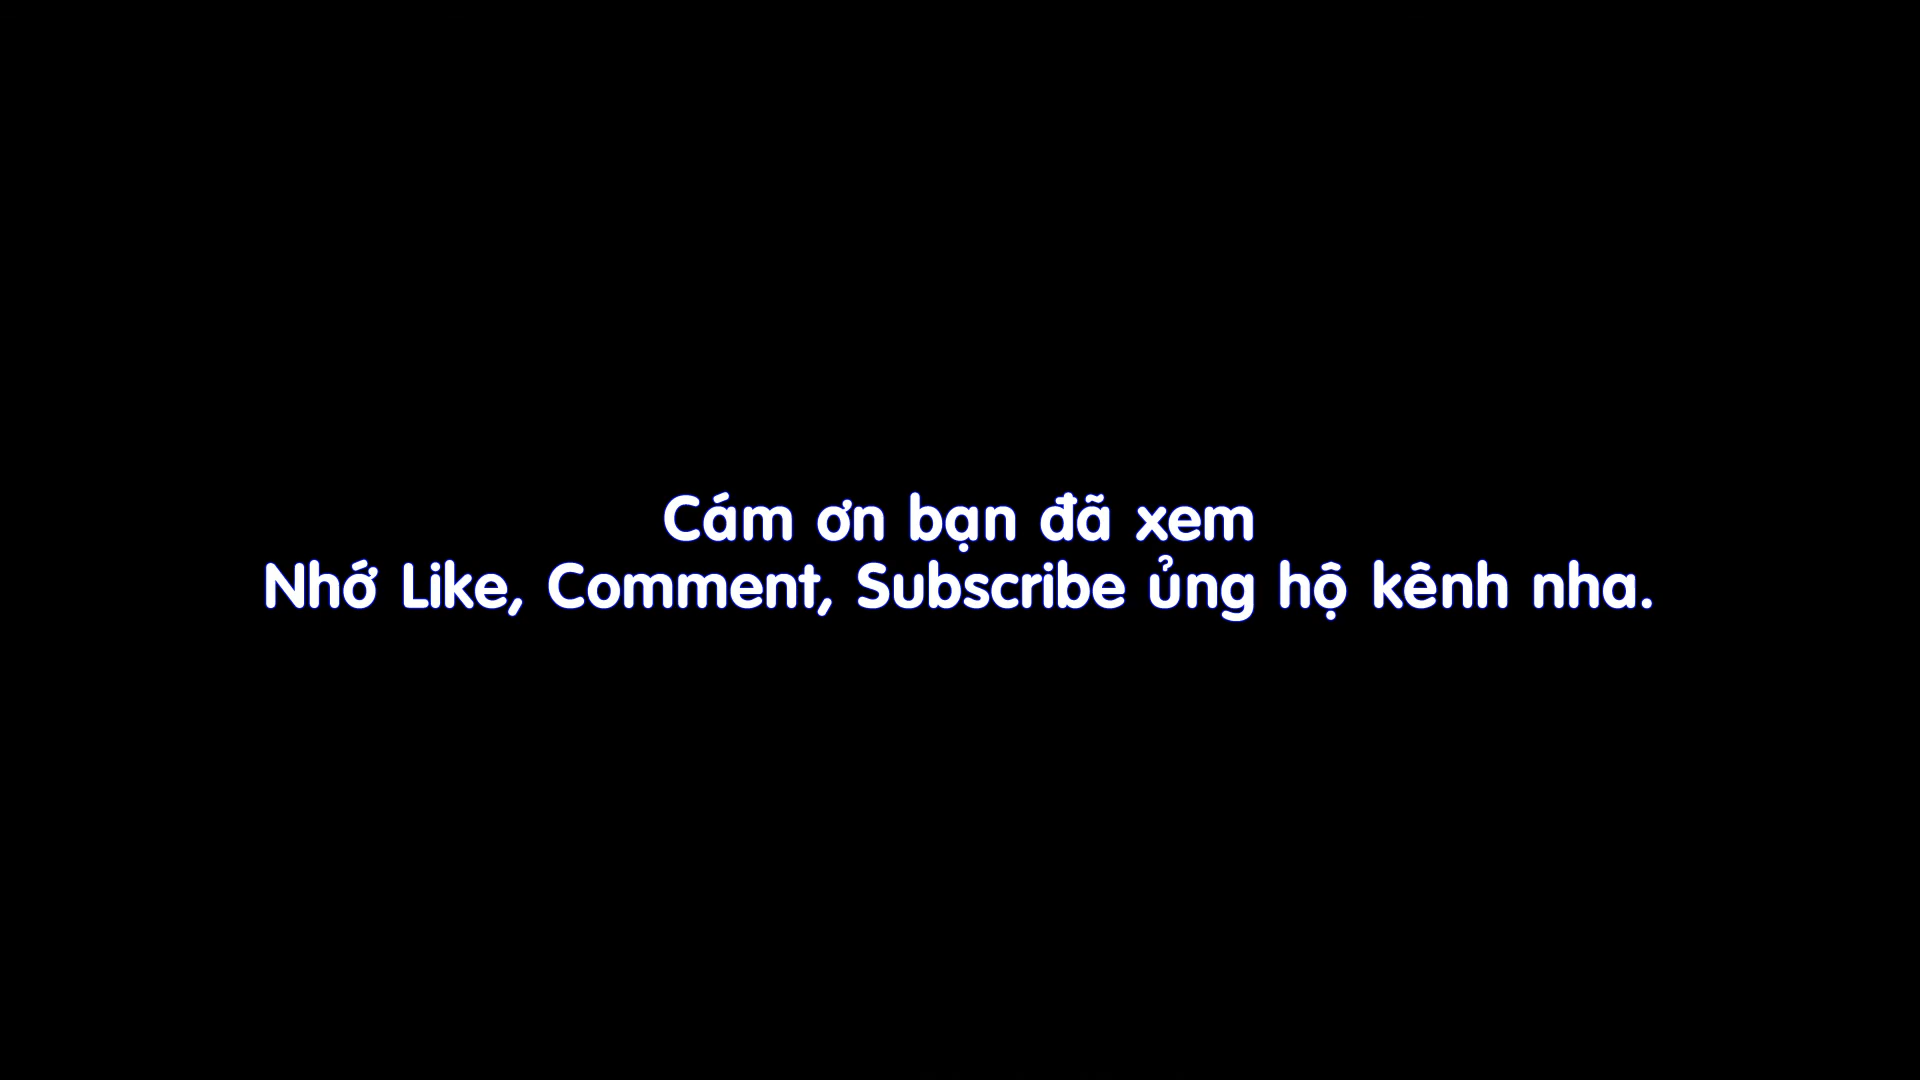 Cám ơn bạn đã xem
Nhớ Like, Comment, Subscribe ủng hộ kênh nha.